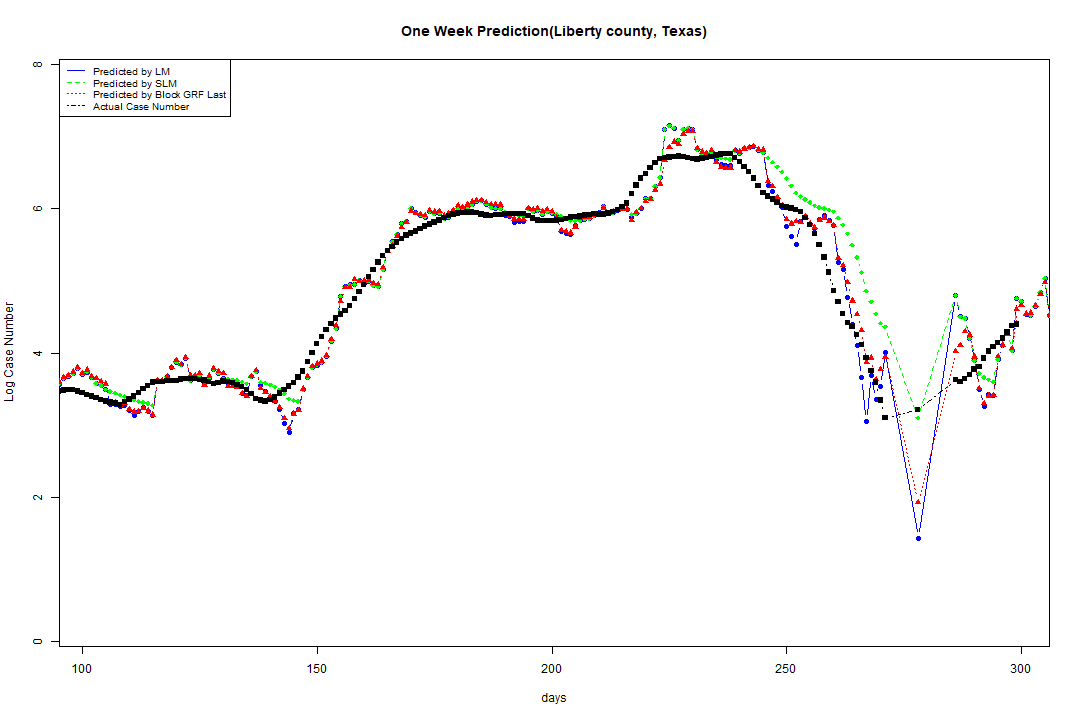 One Week Prediction(Liberty county, Texas)
Predicted by LM
Predicted by SLM
Predicted by Block GRF Last
Actual Case Number
8
6
4
2
0
Log Case Number
100 150 200 250 300
days